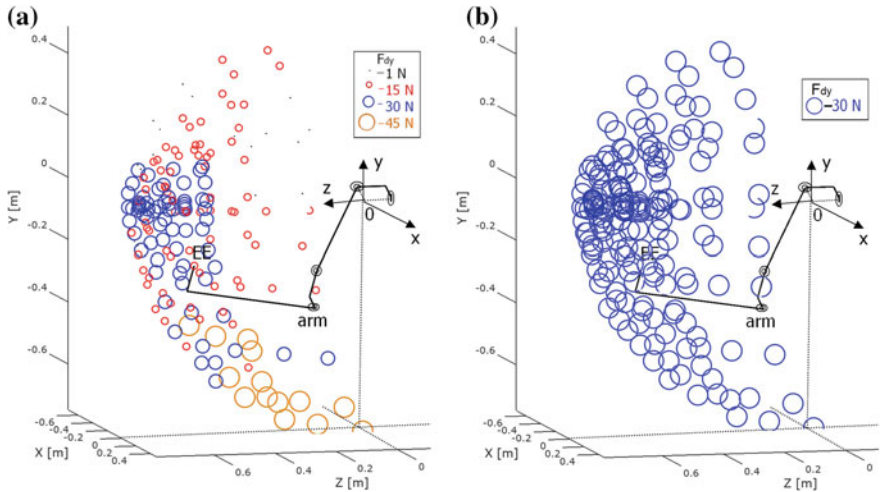 (a)
0.4
0.2
0
-0.2
-0.4
-0.6
Y [m]
Fdy
-1 N
-15 N
-30 N
-45 N
y
z
0
x
EE
arm
-0.6
-0.4
-0.2
0
0.2
0.4
X [m]
0.6
0.4
0.2
0
Z [m]
(b)
0.4
0.2
0
-0.2
-0.4
-0.6
Y [m]
Fdy
-30 N
y
z
0
x
EE
arm
-0.6
-0.4
-0.2
0
0.2
0.4
X [m]
0.6
0.4
0.2
0
Z [m]